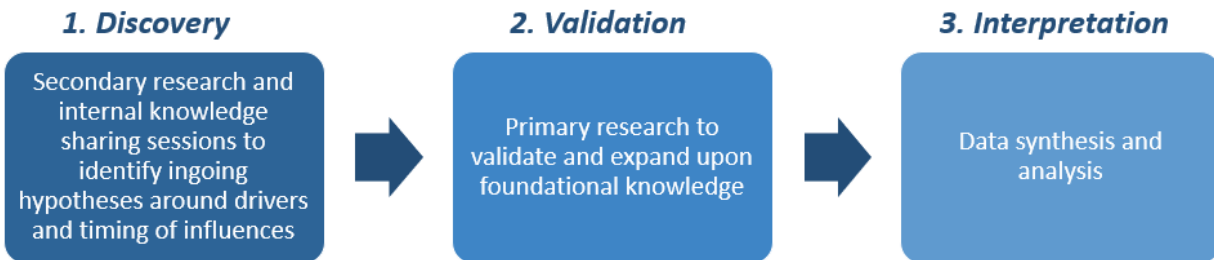 1. Discovery
Secondary research and
internal knowledge
sharing sessions to
identify ingoing
hypotheses around drivers
and timing of influences
2. Validation
Primary research to
validate and expand upon
foundational knowledge
3. Interpretation
Data synthesis and
analysis